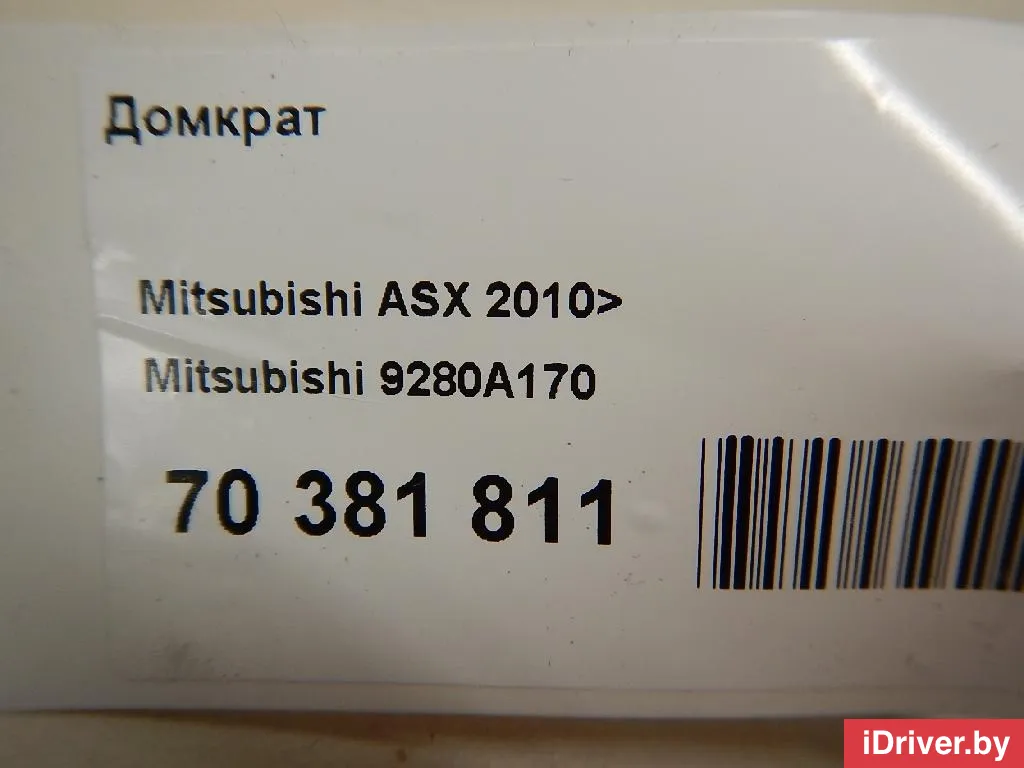 Домкрат
Mitsubishi ASX 2010>
Mitsubishi 9280A170
70 381 811
iDriver.by